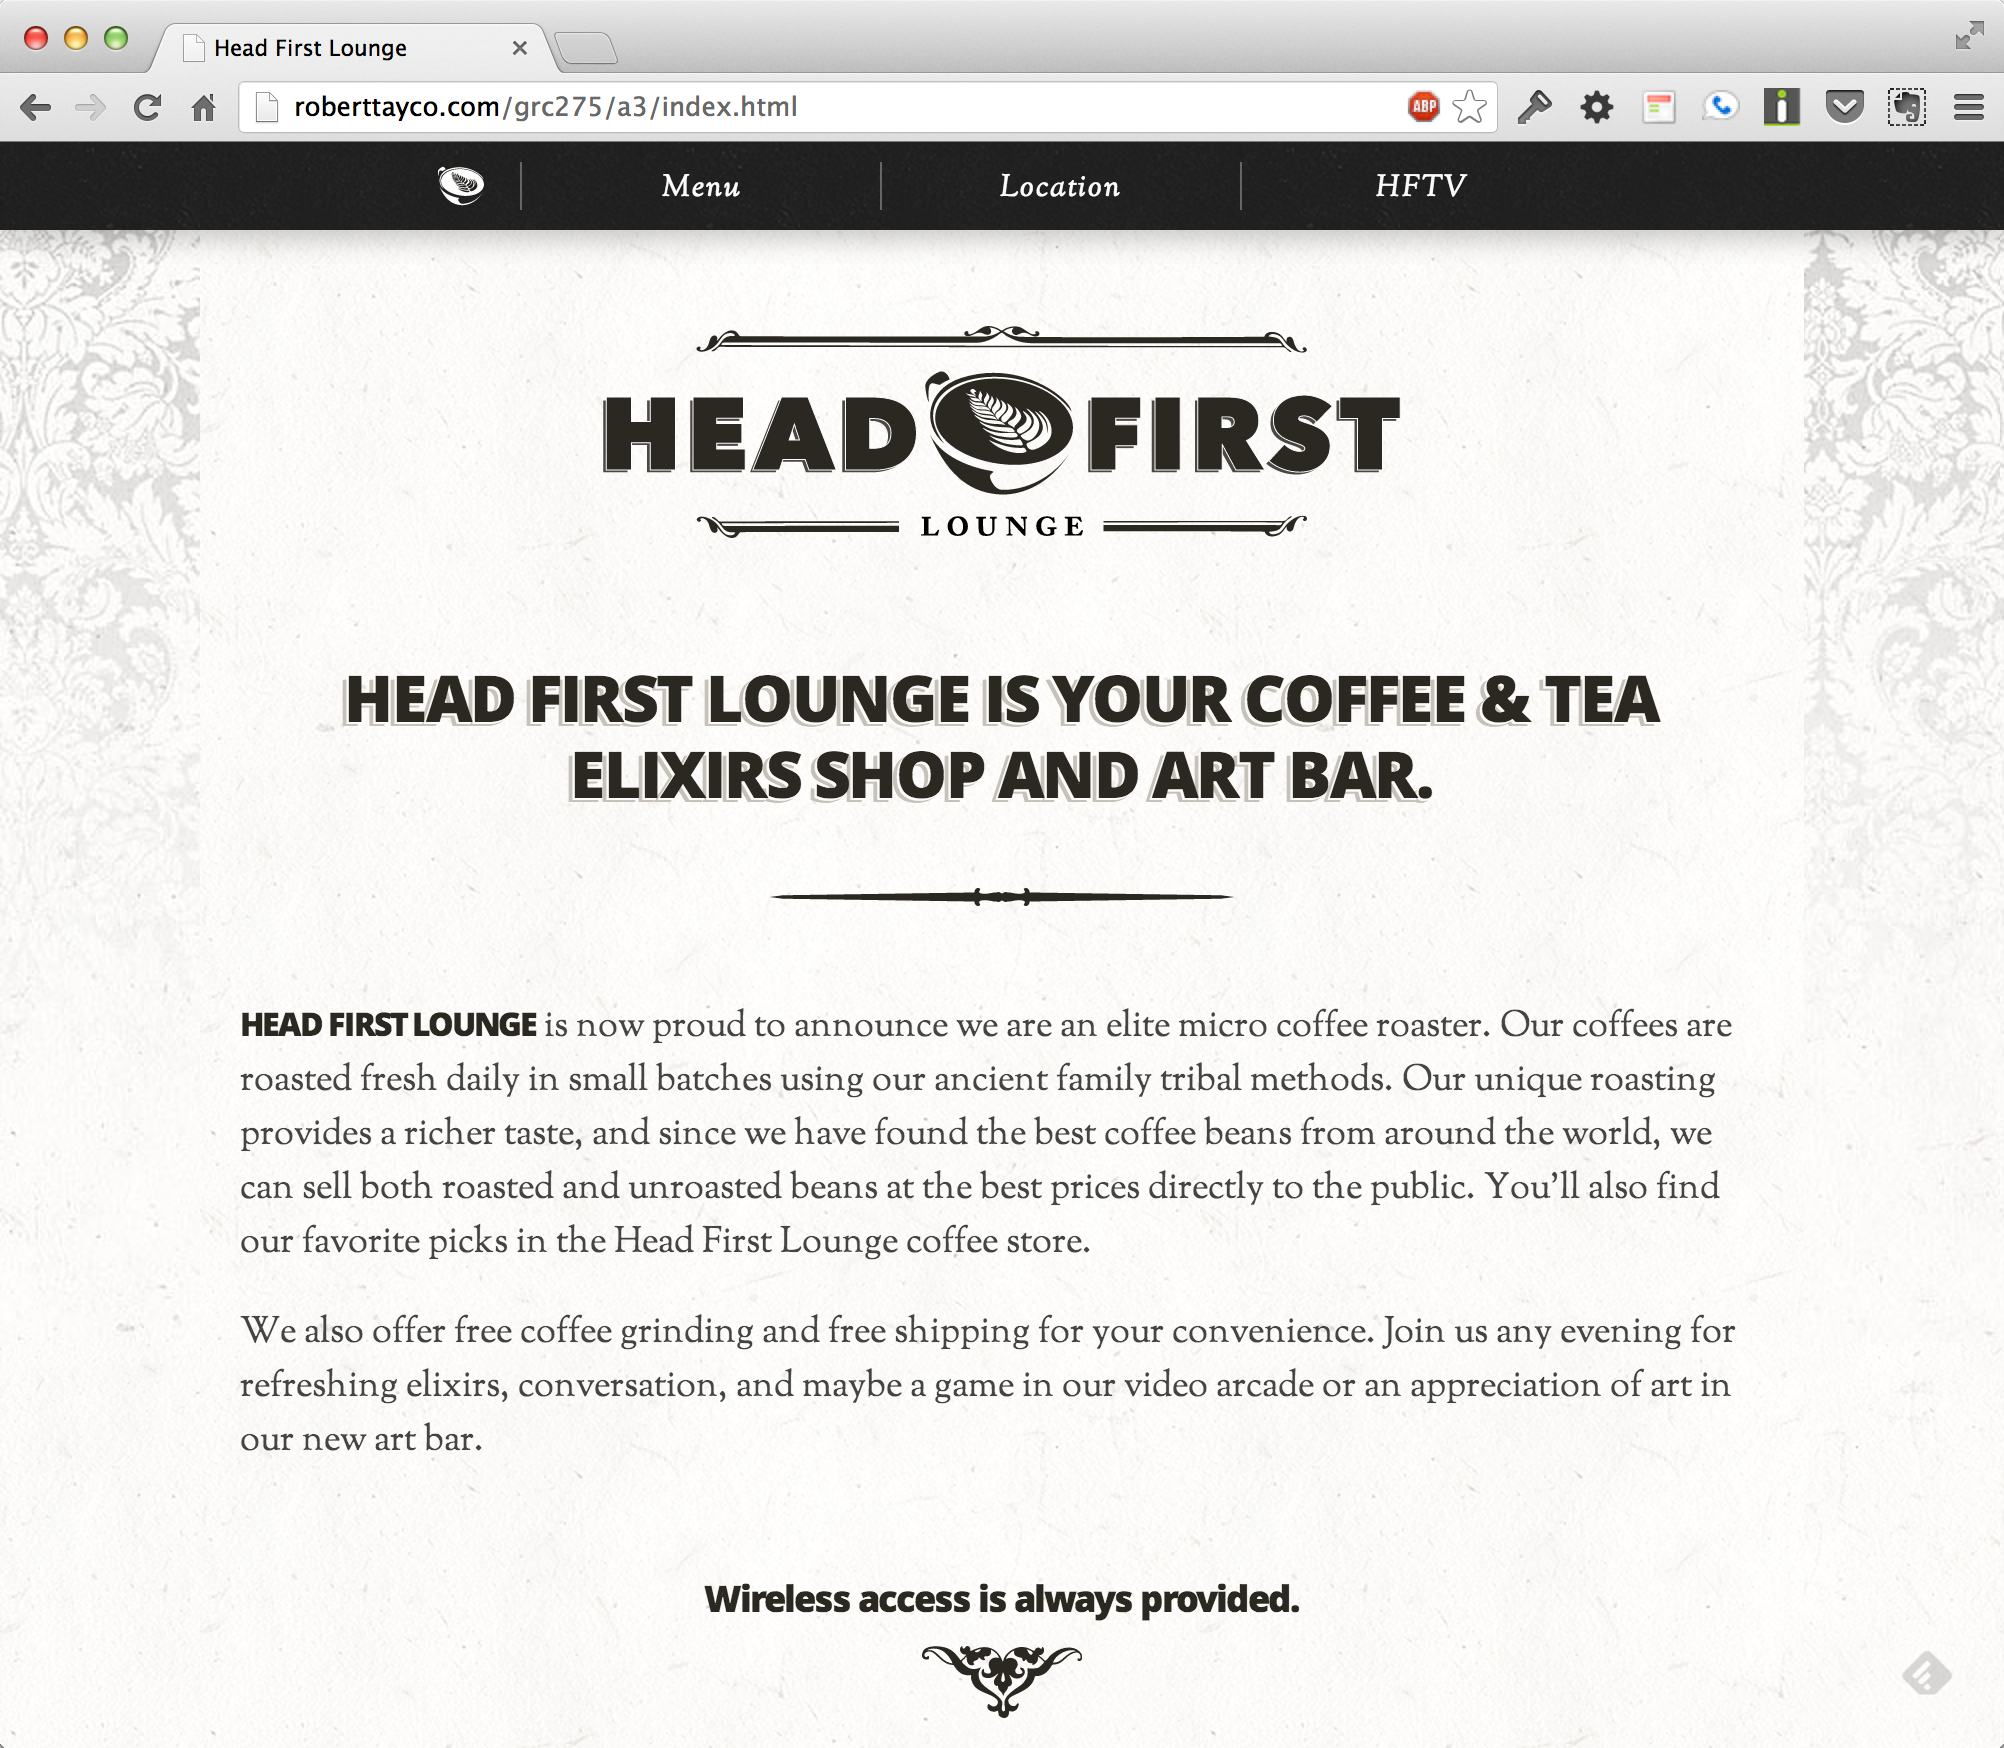 Head First Lounge
roberttayco.com/grc275/a3/index.html
ABP
Menu
Location
HFTV
HEAD FIRST
LOUNGE
HEAD FIRST LOUNGE IS YOUR COFFEE & TEA
ELIXIRS SHOP AND ART BAR.
HEAD FIRST LOUNGE is now proud to announce we are an elite micro coffee roaster. Our coffees are
roasted fresh daily in small batches using our ancient family tribal methods. Our unique roasting
provides a richer taste, and since we have found the best coffee beans from around the world, we
can sell both roasted and unroasted beans at the best prices directly to the public. You’ll also find
our favorite picks in the Head First Lounge coffee store.
We also offer free coffee grinding and free shipping for your convenience. Join us any evening for
refreshing elixirs, conversation, and maybe a game in our video arcade or an appreciation of art in
our new art bar.
Wireless access is always provided.